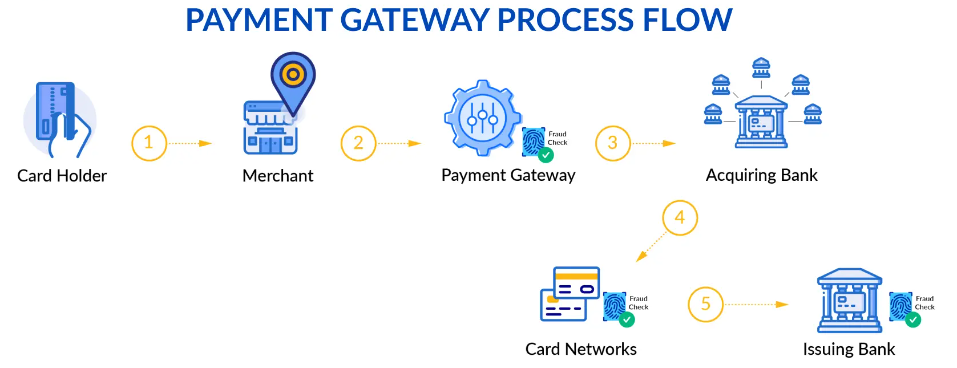 PAYMENT GATEWAY PROCESS FLOW
1
2
Fraud
Check
3
Card Holder
Merchant
Payment Gateway
Acquiring Bank
4
Fraud
Check
5
Fraud
Check
Card Networks
Issuing Bank